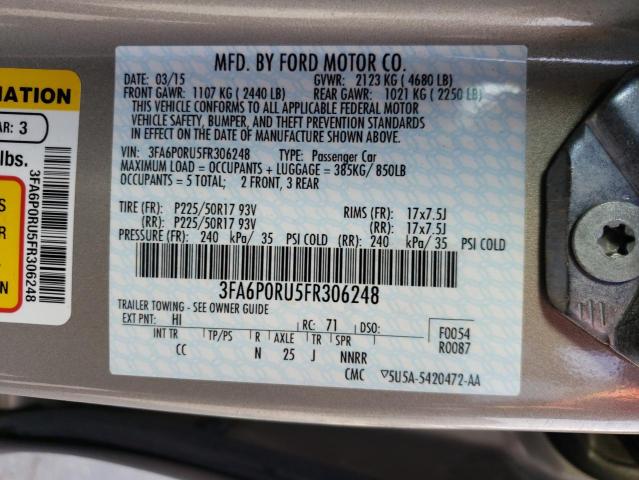 MFD. BY FORD MOTOR CO.
DATE: 03/15 GVWR: 2123 KG ( 4680 LB)
FRONT GAWR: 1107 KG ( 2440 LB) REAR GAWR: 1021 KG ( 2250 LB)
THIS VEHICLE CONFORMS TO ALL APPLICABLE FEDERAL MOTOR
VEHICLE SAFETY, BUMPER, AND THEFT PREVENTION STANDARDS
IN EFFECT ON THE DATE OF MANUFACTURE SHOWN ABOVE.
VIN: 3FA6P0RU5FR306248 TYPE: Passenger Car
MAXIMUM LOAD = OCCUPANTS + LUGGAGE = 385KG/ 850LB
OCCUPANTS = 5 TOTAL; 2 FRONT, 3 REAR
TIRE (FR): P225/50R17 93V RIMS (FR): 17x7.5J
(RR): P225/50R17 93V (RR): 17x7.5J
PRESSURE (FR): 240 kPa/ 35 PSI COLD (RR): 240 kPa/ 35 PSI COLD
3FA6P0RU5FR306248
TRAILER TOWING - SEE OWNER GUIDE
EXT PNT: HI RC: 71 DSO: F0054
INT TR TP/PS R AXLE TR SPR R0087
CC N 25 J NNRR
CMC ▽5U5A-5420472-AA
MATION
AR: 3
lbs.
3FA6P0RU5FR306248
S
R
S